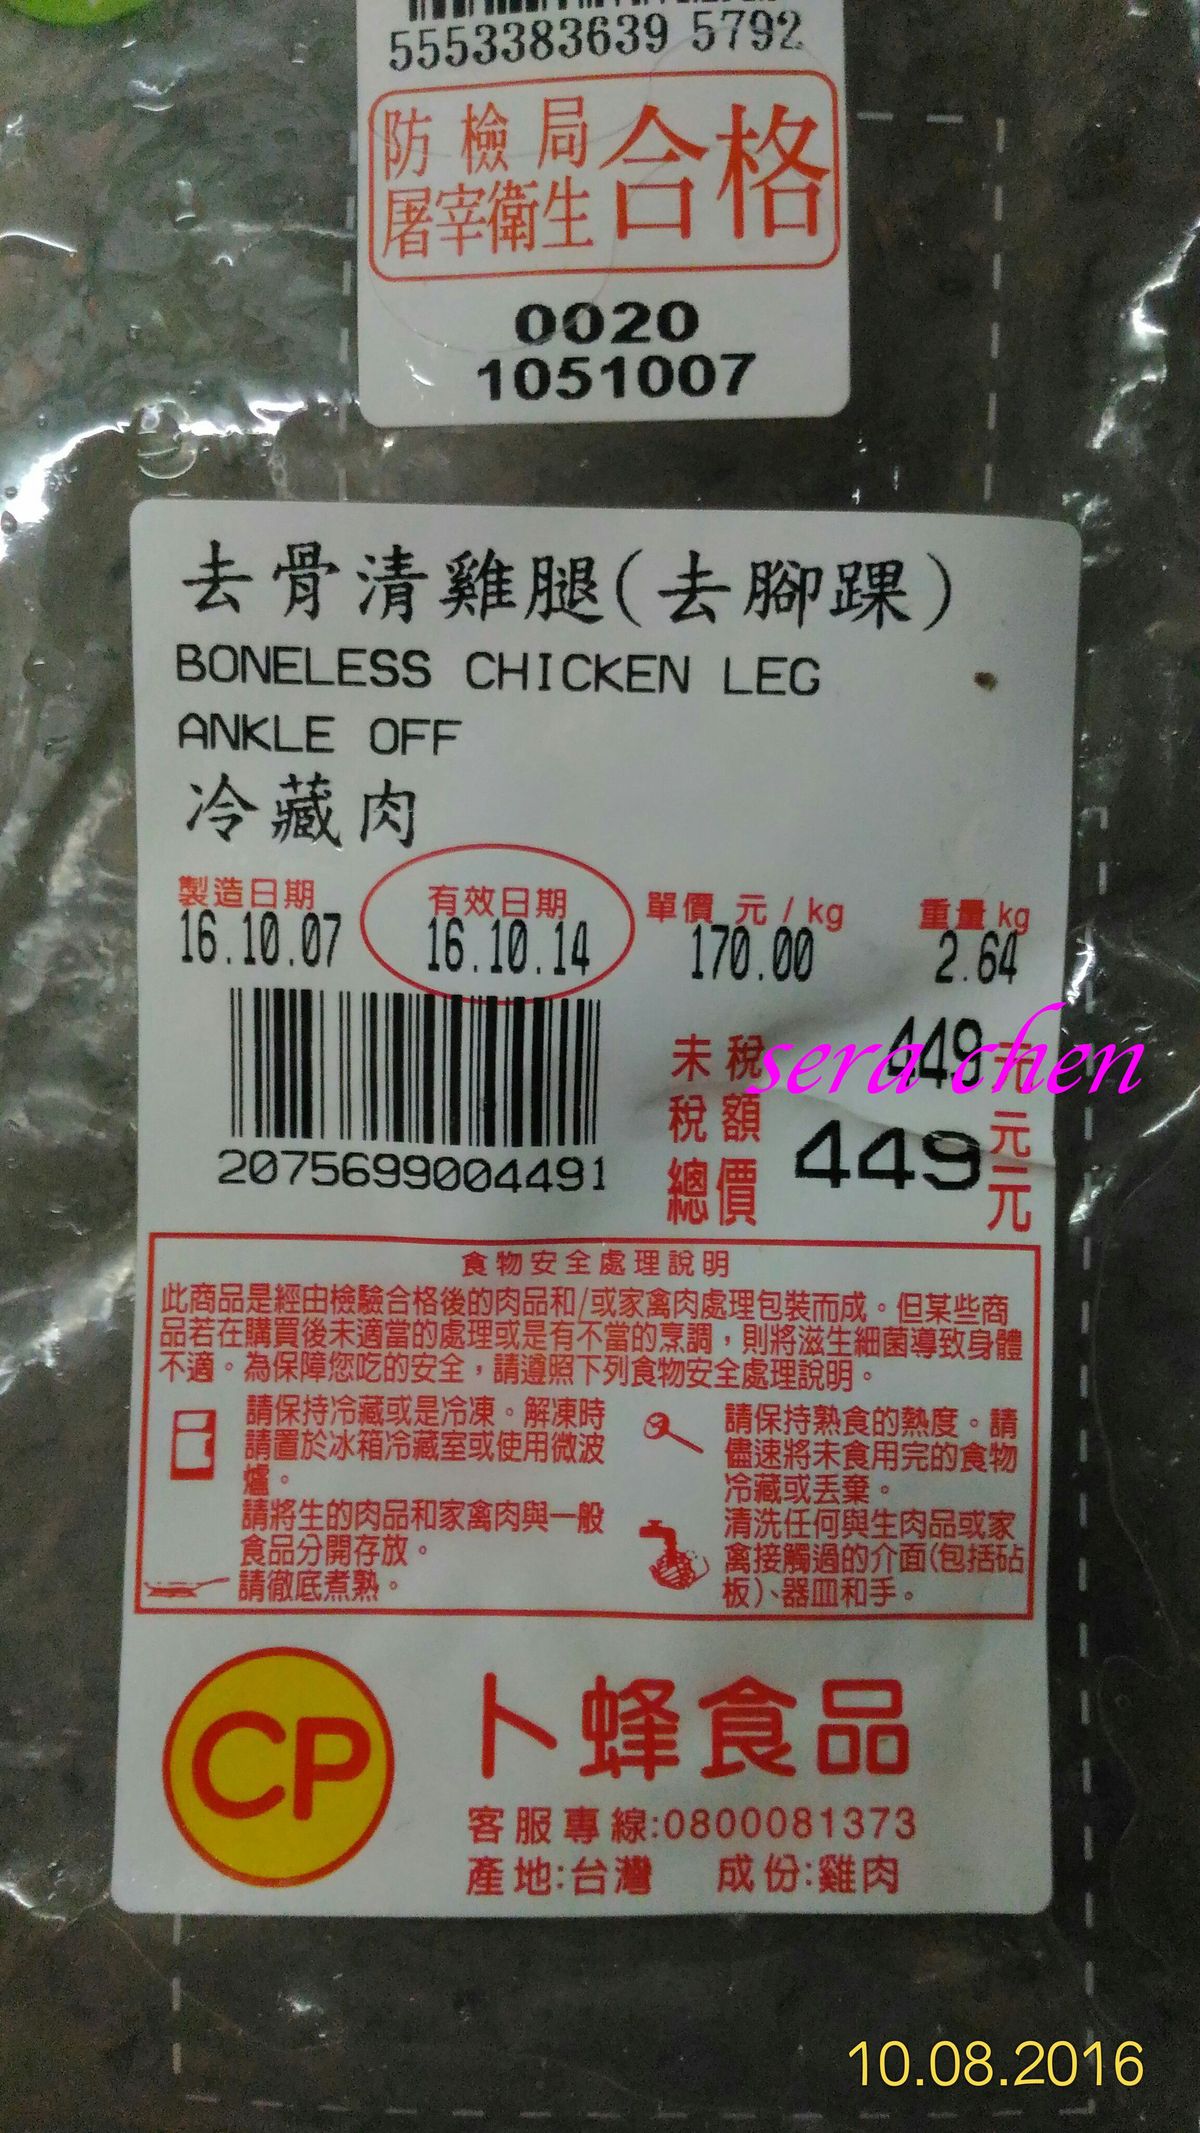 5553383639 5792
防檢局
屠宰衛生
合格
0020
1051007
去骨清雞腿(去腳踝)
BONELESS CHICKEN LEG
ANKLE OFF
冷藏肉
製造日期 有效日期 單價 元/kg 重量kg
16.10.07 16.10.14 170.00 2.64
未稅 449元
稅額 元
總價 449元
sera chen
2075699004491
食物安全處理說明
此商品是經由檢驗合格後的肉品和/或家禽肉處理包裝而成。但某些商
品若在購買後未適當的處理或是有不當的烹調，則將滋生細菌導致身體
不適。為保障您吃的安全，請遵照下列食物安全處理說明。
請保持冷藏或是冷凍。解凍時
請置於冰箱冷藏室或使用微波
爐。
請將生的肉品和家禽肉與一般
食品分開存放。
請徹底煮熟。
請保持熟食的熱度。請
儘速將未食用完的食物
冷藏或丟棄。
清洗任何與生肉品或家
禽接觸過的介面(包括砧
板)、器皿和手。
CP
卜蜂食品
客服專線:0800081373
產地:台灣 成份:雞肉
10.08.2016